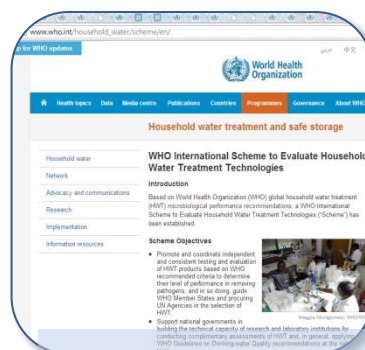 www.who.int/household_water/scheme/en/
p for WHO updates
中文
عربي
World Health
Organization
Health topics Data Media centre Publications Countries Programmes Governance About WHO
Household water treatment and safe storage
Household water
Network
Advocacy and communications
Research
Implementation
Information resources
WHO International Scheme to Evaluate Household
Water Treatment Technologies
Introduction
Based on World Health Organization (WHO) global household water treatment
(HWT) microbiological performance recommendations, a WHO International
Scheme to Evaluate Household Water Treatment Technologies ("Scheme") has
been established.
Scheme Objectives
Promote and coordinate independent
and consistent testing and evaluation
of HWT products based on WHO
recommended criteria to determine
their level of performance in removing
pathogens, and in so doing, guide
WHO Member States and procuring
UN Agencies in the selection of
HWT;
Maggie Montgomery, WHO
Support national governments in
building the technical capacity of research and laboratory institutions for
conducting complimentary assessments of HWT and, in general, applying
WHO Guidelines on Drinking-water Quality recommendations at the